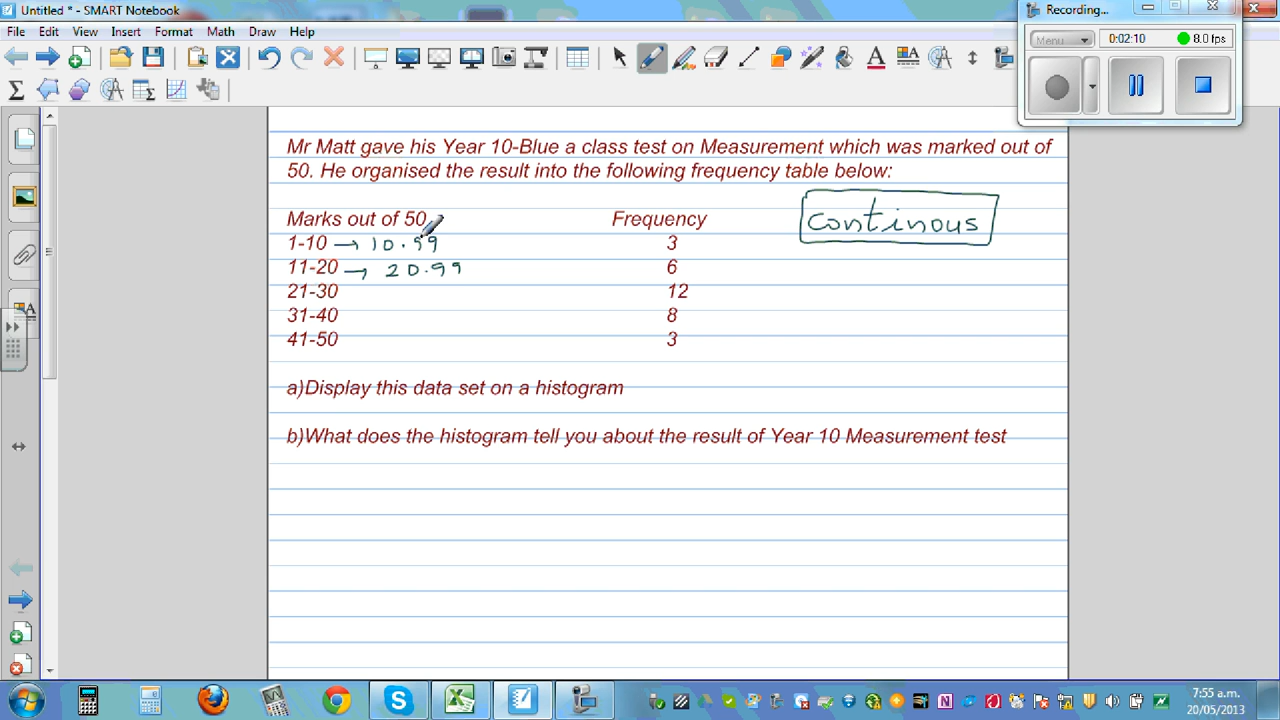 Untitled * - SMART Notebook
Recording...
File Edit View Insert Format Math Draw Help
Menu 0:02:10 8.0 fps
Mr Matt gave his Year 10-Blue a class test on Measurement which was marked out of
50. He organised the result into the following frequency table below:
continous
Marks out of 50 Frequency
1-10 → 10.99 3
11-20 → 20.99 6
21-30 12
31-40 8
41-50 3
a)Display this data set on a histogram
b)What does the histogram tell you about the result of Year 10 Measurement test
7:55 a.m.
20/05/2013